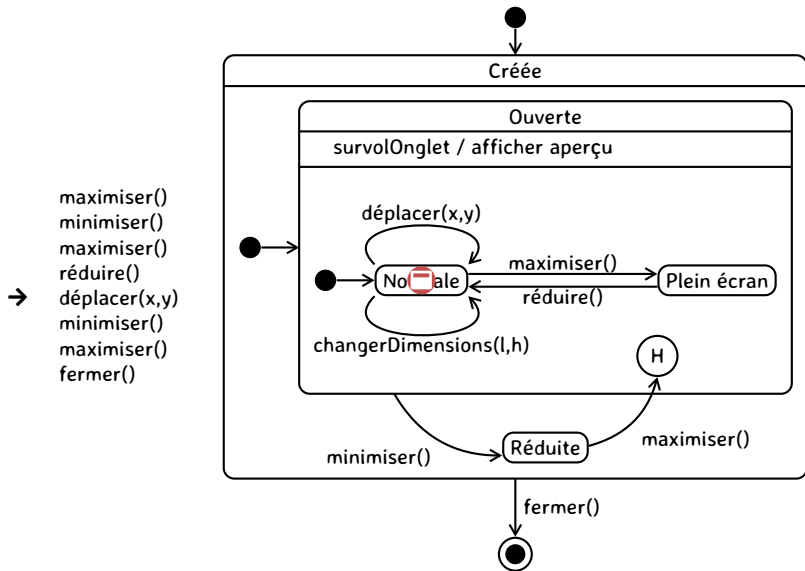 Créée
Ouverte
survolOnglet / afficher aperçu
maximiser()
minimiser()
maximiser()
réduire()
déplacer(x,y)
minimiser()
maximiser()
fermer()
déplacer(x,y)
maximiser()
Plein écran
réduire()
changerDimensions(l,h)
H
Réduite
maximiser()
minimiser()
fermer()